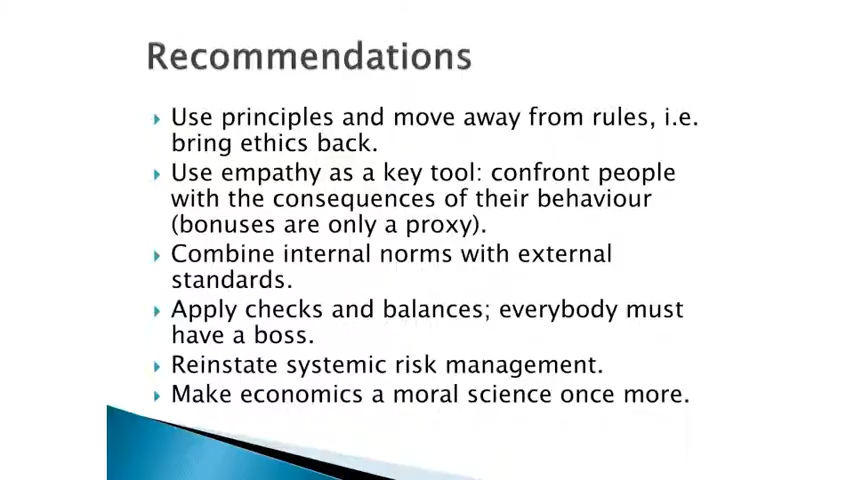 Recommendations
Use principles and move away from rules, i.e.
bring ethics back.
Use empathy as a key tool: confront people
with the consequences of their behaviour
(bonuses are only a proxy).
Combine internal norms with external
standards.
Apply checks and balances; everybody must
have a boss.
Reinstate systemic risk management.
Make economics a moral science once more.